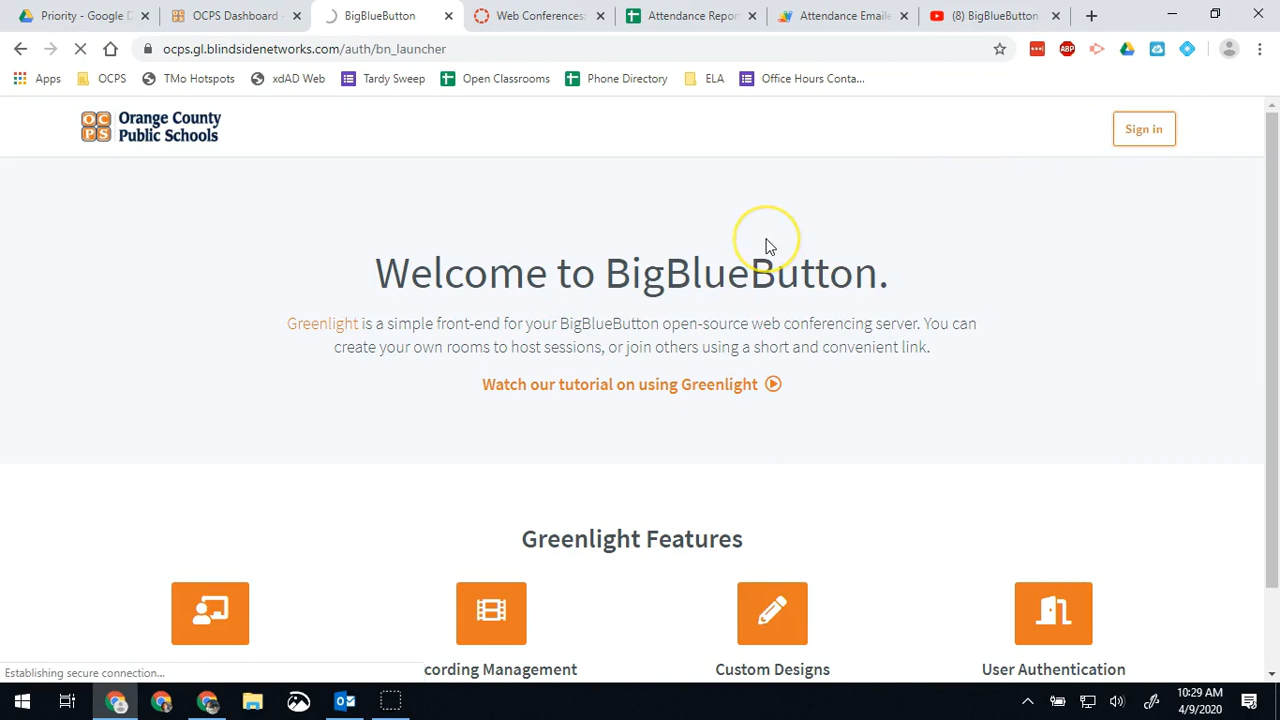 Priority - Google D
OCPS Dashboard -
BigBlueButton
Web Conferences:
Attendance Repor
Attendance Emaile
(8) BigBlueButton
ocps.gl.blindsidenetworks.com/auth/bn_launcher
ABP
Apps
OCPS
TMo Hotspots
xdAD Web
Tardy Sweep
Open Classrooms
Phone Directory
ELA
Office Hours Conta...
OC
PS
Orange County
Public Schools
Sign in
Welcome to BigBlueButton.
Greenlight is a simple front-end for your BigBlueButton open-source web conferencing server. You can
create your own rooms to host sessions, or join others using a short and convenient link.
Watch our tutorial on using Greenlight
Greenlight Features
Establishing secure connection...
cording Management
Custom Designs
User Authentication
10:29 AM
4/9/2020